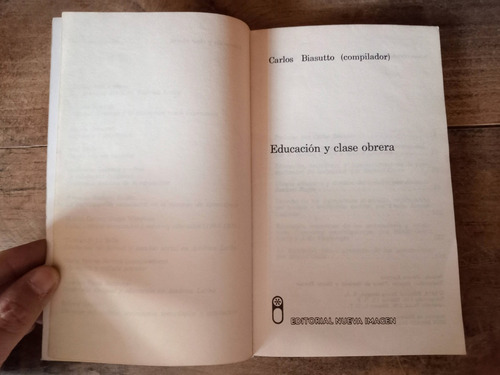 Carlos Biasutto (compilador)
Educación y clase obrera
EDITORIAL NUEVA IMAGEN